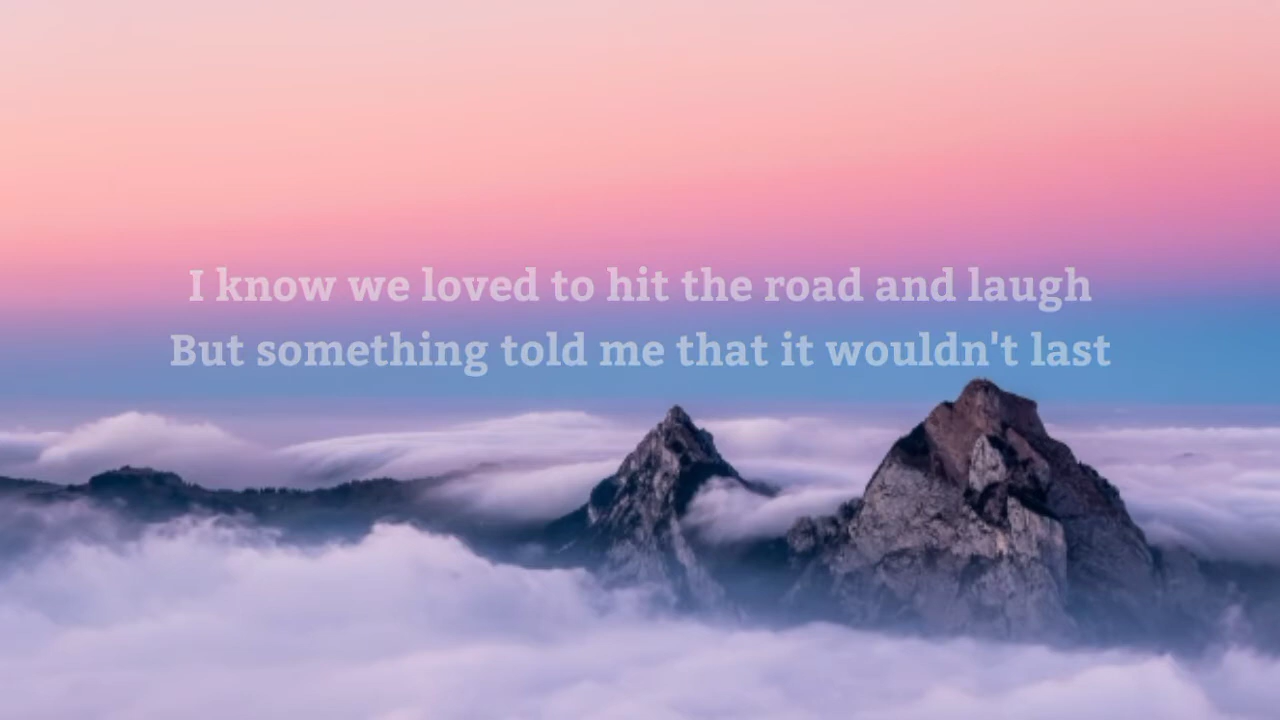 I know we loved to hit the road and laugh
But something told me that it wouldn't last